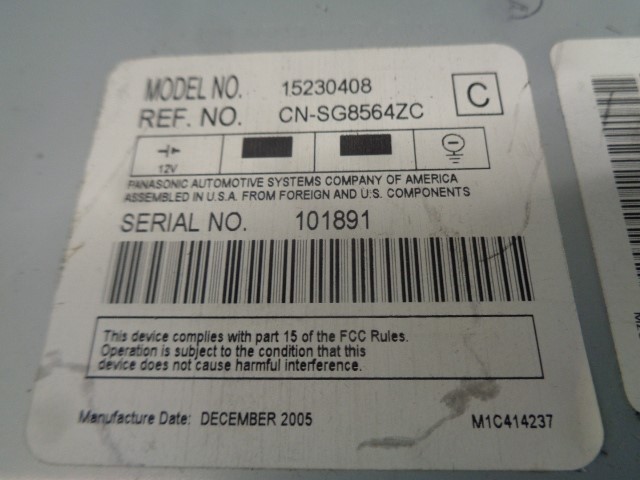 MODEL NO. 15230408
C
REF. NO. CN-SG8564ZC
12V
PANASONIC AUTOMOTIVE SYSTEMS COMPANY OF AMERICA
ASSEMBLED IN U.S.A. FROM FOREIGN AND U.S. COMPONENTS
SERIAL NO. 101891
This device complies with part 15 of the FCC Rules.
Operation is subject to the condition that this
device does not cause harmful interference.
Manufacture Date: DECEMBER 2005 M1C414237